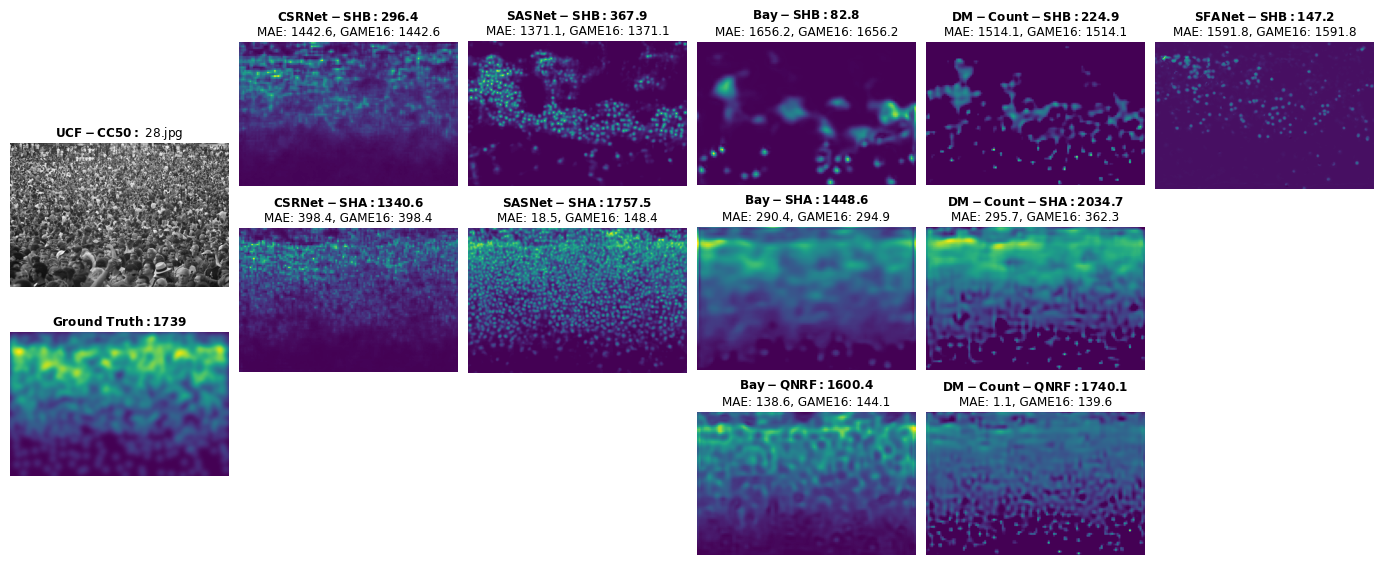 CSRNet − SHB : 296.4
MAE: 1442.6, GAME16: 1442.6
SASNet − SHB : 367.9
MAE: 1371.1, GAME16: 1371.1
Bay − SHB : 82.8
MAE: 1656.2, GAME16: 1656.2
DM − Count − SHB : 224.9
MAE: 1514.1, GAME16: 1514.1
SFANet − SHB : 147.2
MAE: 1591.8, GAME16: 1591.8
UCF − CC50 : 28.jpg
CSRNet − SHA : 1340.6
MAE: 398.4, GAME16: 398.4
SASNet − SHA : 1757.5
MAE: 18.5, GAME16: 148.4
Bay − SHA : 1448.6
MAE: 290.4, GAME16: 294.9
DM − Count − SHA : 2034.7
MAE: 295.7, GAME16: 362.3
Ground Truth : 1739
Bay − QNRF : 1600.4
MAE: 138.6, GAME16: 144.1
DM − Count − QNRF : 1740.1
MAE: 1.1, GAME16: 139.6